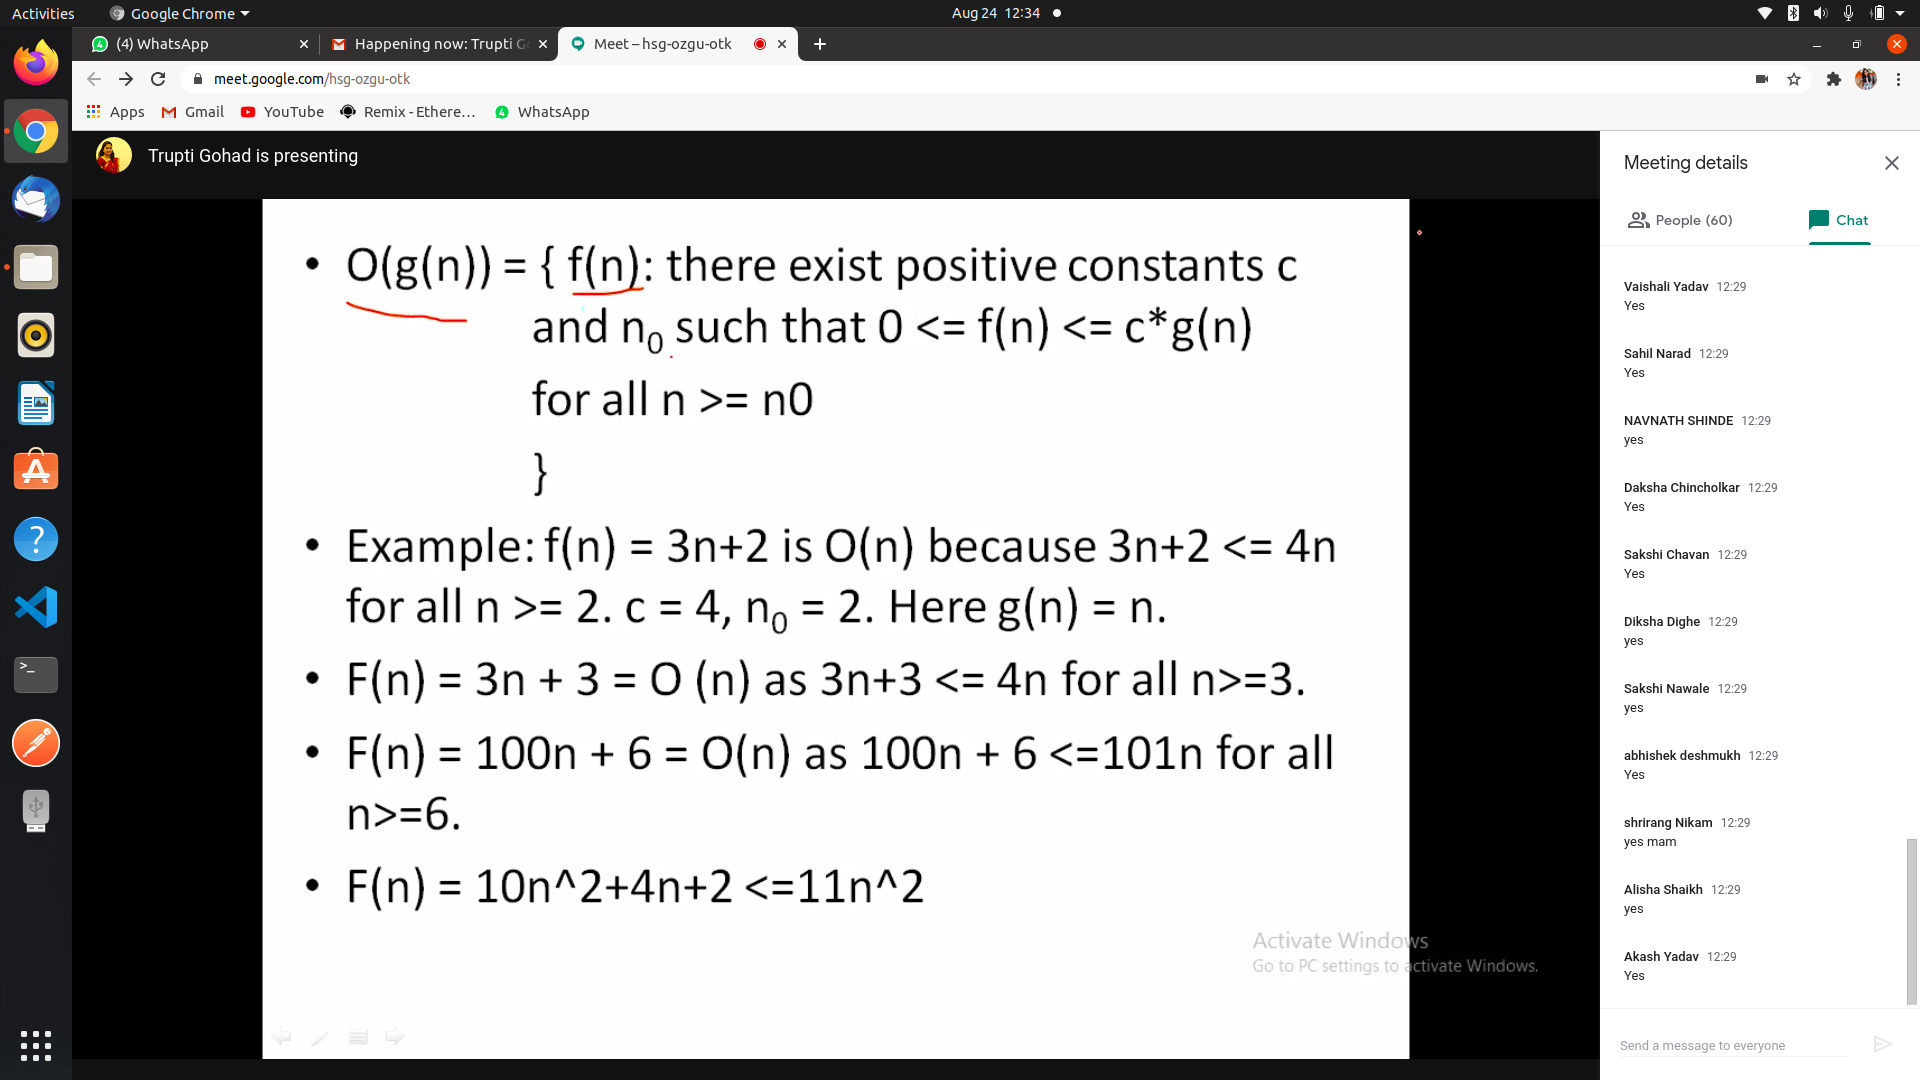 Activities
Google Chrome
Aug 24 12:34
(4) WhatsApp
Happening now: Trupti G
Meet – hsg-ozgu-otk
meet.google.com/hsg-ozgu-otk
Apps
Gmail
YouTube
Remix - Ethere…
WhatsApp
Trupti Gohad is presenting
• O(g(n)) = { f(n): there exist positive constants c
and n0 such that 0 <= f(n) <= c*g(n)
for all n >= n0
}
• Example: f(n) = 3n+2 is O(n) because 3n+2 <= 4n
for all n >= 2. c = 4, n0 = 2. Here g(n) = n.
• F(n) = 3n + 3 = O (n) as 3n+3 <= 4n for all n>=3.
• F(n) = 100n + 6 = O(n) as 100n + 6 <=101n for all
n>=6.
• F(n) = 10n^2+4n+2 <=11n^2
Activate Windows
Go to PC settings to activate Windows.
Meeting details
People (60)
Chat
Vaishali Yadav 12:29
Yes
Sahil Narad 12:29
Yes
NAVNATH SHINDE 12:29
yes
Daksha Chincholkar 12:29
Yes
Sakshi Chavan 12:29
Yes
Diksha Dighe 12:29
yes
Sakshi Nawale 12:29
yes
abhishek deshmukh 12:29
Yes
shrirang Nikam 12:29
yes mam
Alisha Shaikh 12:29
yes
Akash Yadav 12:29
Yes
Send a message to everyone